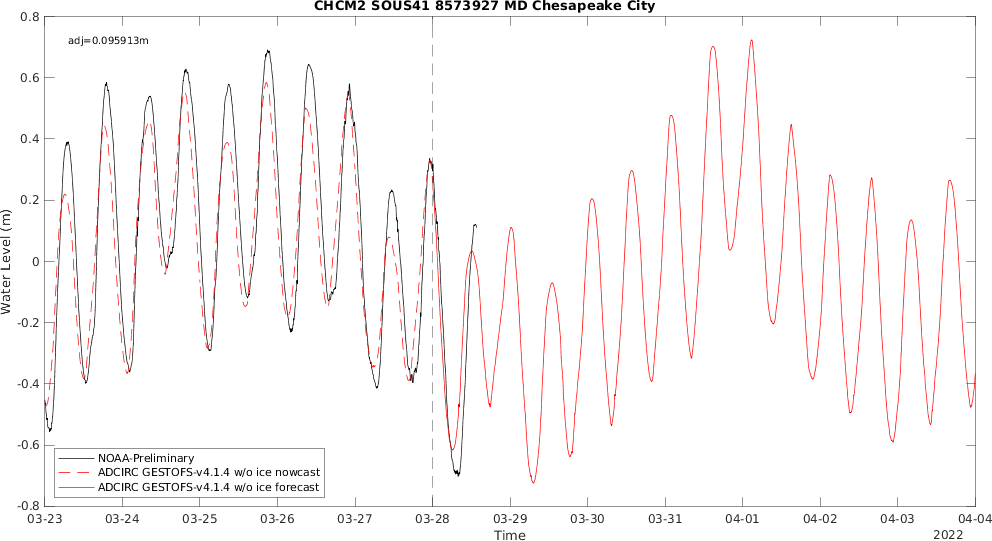 CHCM2 SOUS41 8573927 MD Chesapeake City
adj=0.095913m
0.8
0.6
0.4
0.2
0
-0.2
-0.4
-0.6
-0.8
Water Level (m)
NOAA-Preliminary
ADCIRC GESTOFS-v4.1.4 w/o ice nowcast
ADCIRC GESTOFS-v4.1.4 w/o ice forecast
03-23 03-24 03-25 03-26 03-27 03-28 03-29 03-30 03-31 04-01 04-02 04-03 04-04
Time
2022